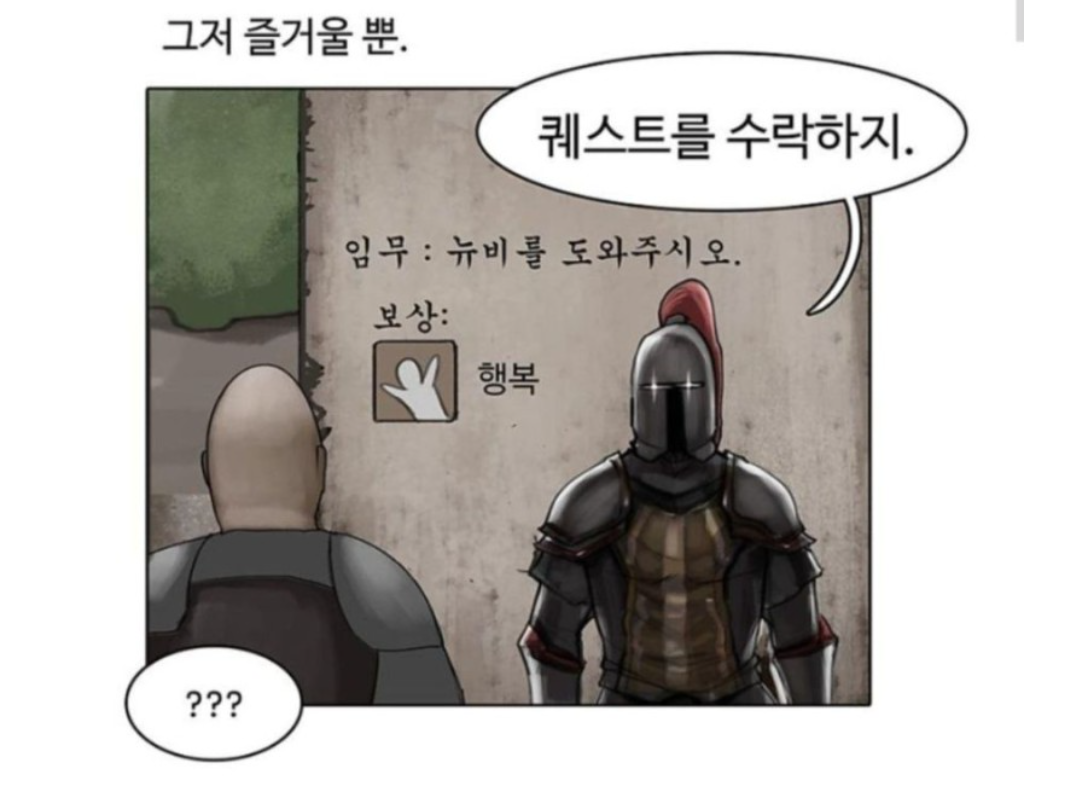 그저 즐거울 뿐.
퀘스트를 수락하지.
임무 : 뉴비를 도와주시오.
보상:
행복
???